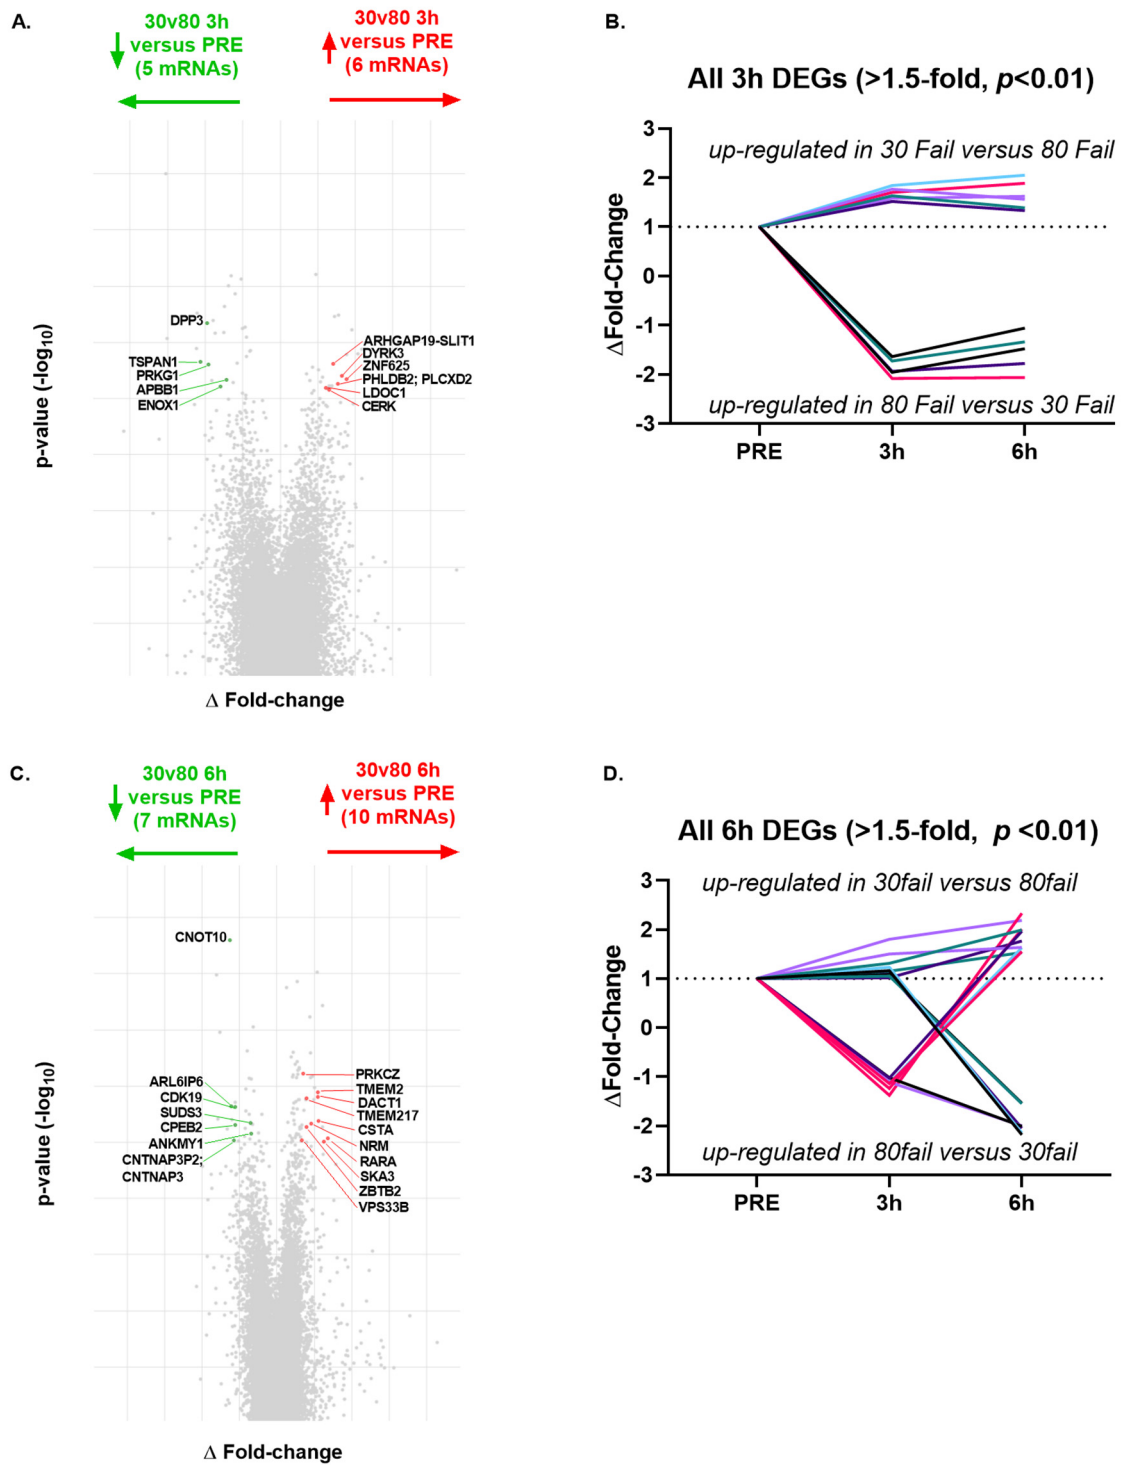 A.
30v80 3h
versus PRE
(5 mRNAs)
30v80 3h
versus PRE
(6 mRNAs)
DPP3
TSPAN1
PRKG1
APBB1
ENOX1
ARHGAP19-SLIT1
DYRK3
ZNF625
PHLDB2; PLCXD2
LDOC1
CERK
p-value (-log10)
Δ Fold-change
B.
All 3h DEGs (>1.5-fold, p<0.01)
up-regulated in 30 Fail versus 80 Fail
3
2
1
0
-1
-2
-3
ΔFold-Change
up-regulated in 80 Fail versus 30 Fail
PRE
3h
6h
C.
30v80 6h
versus PRE
(7 mRNAs)
30v80 6h
versus PRE
(10 mRNAs)
CNOT10
ARL6IP6
CDK19
SUDS3
CPEB2
ANKMY1
CNTNAP3P2;
CNTNAP3
PRKCZ
TMEM2
DACT1
TMEM217
CSTA
NRM
RARA
SKA3
ZBTB2
VPS33B
p-value (-log10)
Δ Fold-change
D.
All 6h DEGs (>1.5-fold, p <0.01)
up-regulated in 30fail versus 80fail
3
2
1
0
-1
-2
-3
ΔFold-Change
up-regulated in 80fail versus 30fail
PRE
3h
6h